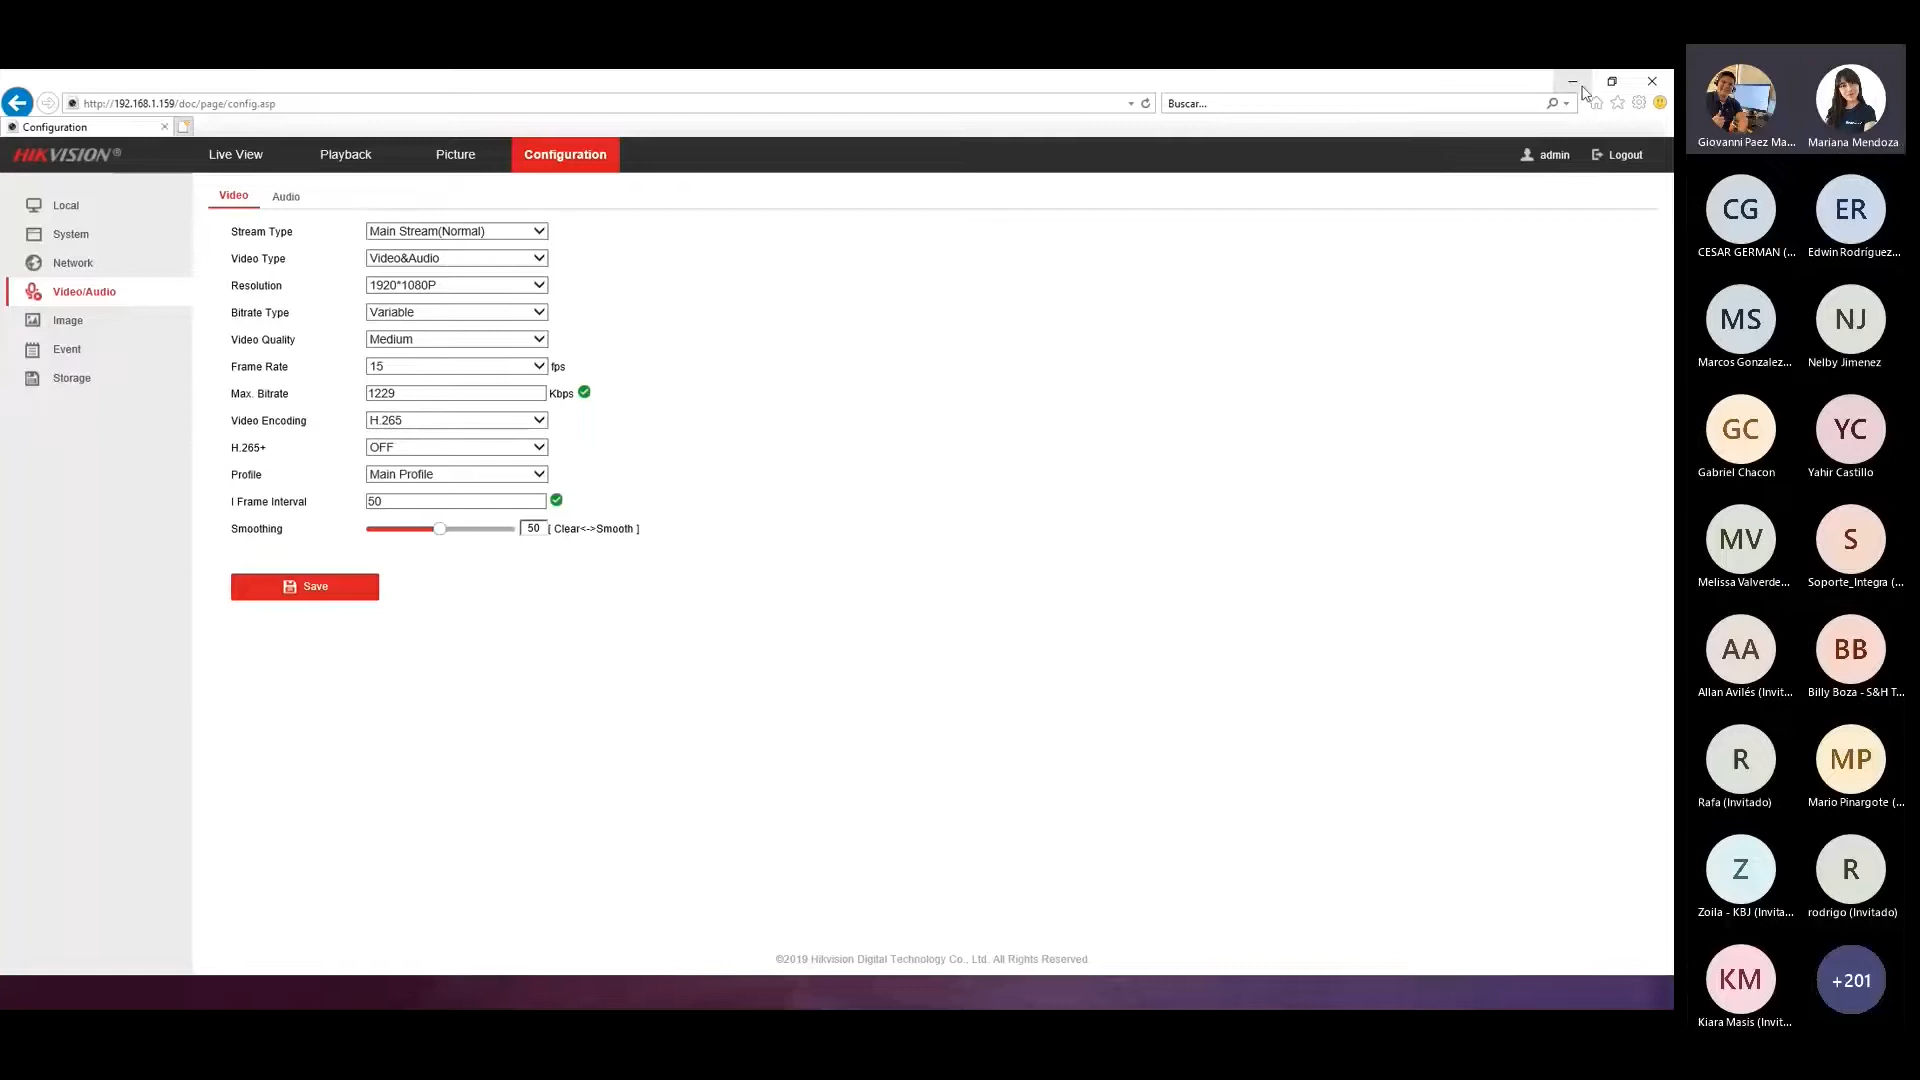 http://192.168.1.159/doc/page/config.asp
Buscar...
Configuration
HIKVISION®
Live View
Playback
Picture
Configuration
admin
Logout
Local
System
Network
Video/Audio
Image
Event
Storage
Video
Audio
Stream Type Main Stream(Normal)
Video Type Video&Audio
Resolution 1920*1080P
Bitrate Type Variable
Video Quality Medium
Frame Rate 15 fps
Max. Bitrate 1229 Kbps
Video Encoding H.265
H.265+ OFF
Profile Main Profile
I Frame Interval 50
Smoothing 50 [ Clear<->Smooth ]
Save
©2019 Hikvision Digital Technology Co., Ltd. All Rights Reserved.
Giovanni Paez Ma...
Mariana Mendoza
CG
CESAR GERMAN (...
ER
Edwin Rodríguez...
MS
Marcos Gonzalez...
NJ
Nelby Jimenez
GC
Gabriel Chacon
YC
Yahir Castillo
MV
Melissa Valverde...
S
Soporte_Integra (...
AA
Allan Avilés (Invit...
BB
Billy Boza - S&H T...
R
Rafa (Invitado)
MP
Mario Pinargote (...
Z
Zoila - KBJ (Invita...
R
rodrigo (Invitado)
KM
Kiara Masis (Invit...
+201